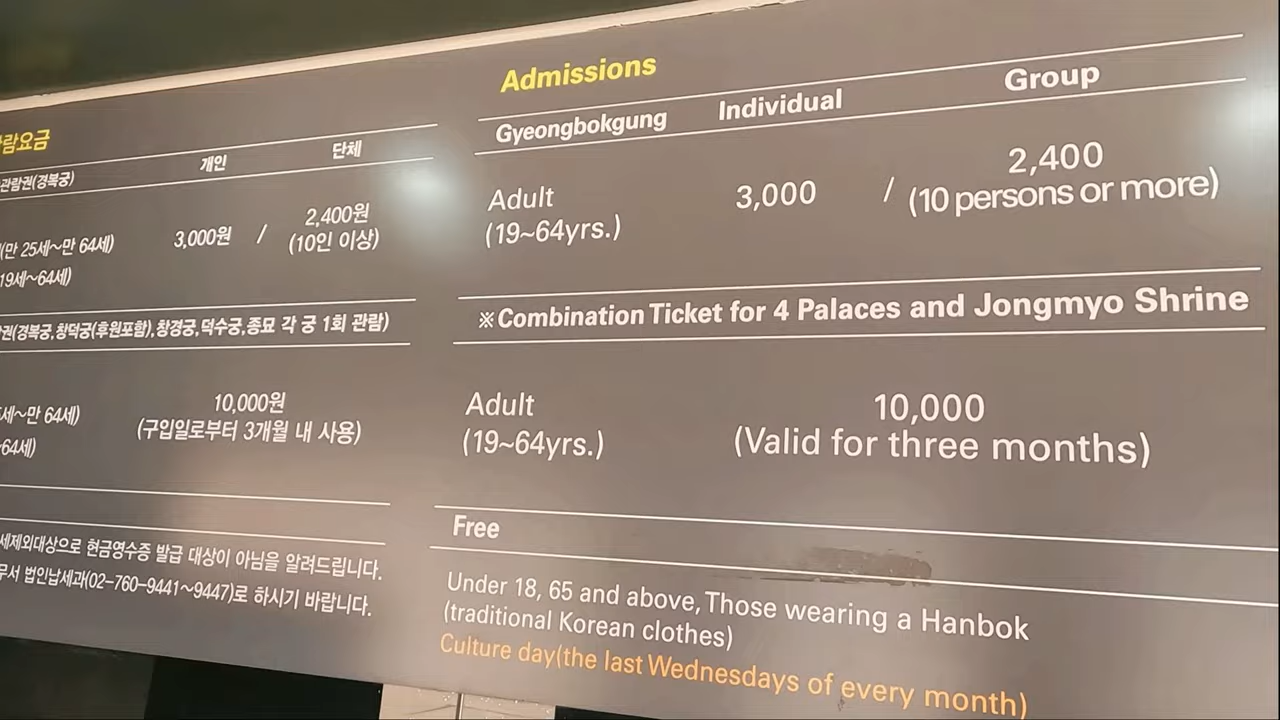 람요금
개인
단체
관람권(경복궁)
(만 25세~만 64세)
3,000원
/
2,400원
(10인 이상)
19세~64세)
권(경복궁,창덕궁(후원포함),창경궁,덕수궁,종묘 각 궁 1회 관람)
세~만 64세)
10,000원
(구입일로부터 3개월 내 사용)
~64세)
세제외대상으로 현금영수증 발급 대상이 아님을 알려드립니다.
무서 법인납세과(02-760-9441~9447)로 하시기 바랍니다.
Admissions
Gyeongbokgung
Individual
Group
Adult
(19~64yrs.)
3,000
/
2,400
(10 persons or more)
※Combination Ticket for 4 Palaces and Jongmyo Shrine
Adult
(19~64yrs.)
10,000
(Valid for three months)
Free
Under 18, 65 and above, Those wearing a Hanbok
(traditional Korean clothes)
Culture day(the last Wednesdays of every month)